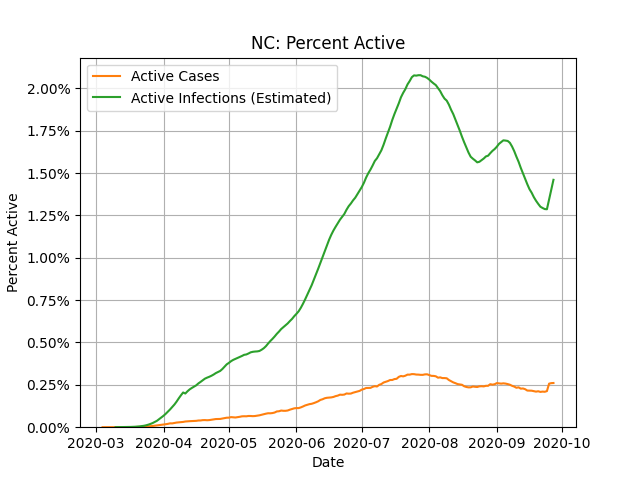 NC: Percent Active
Active Cases
Active Infections (Estimated)
Percent Active
2.00%
1.75%
1.50%
1.25%
1.00%
0.75%
0.50%
0.25%
0.00%
2020-03 2020-04 2020-05 2020-06 2020-07 2020-08 2020-09 2020-10
Date